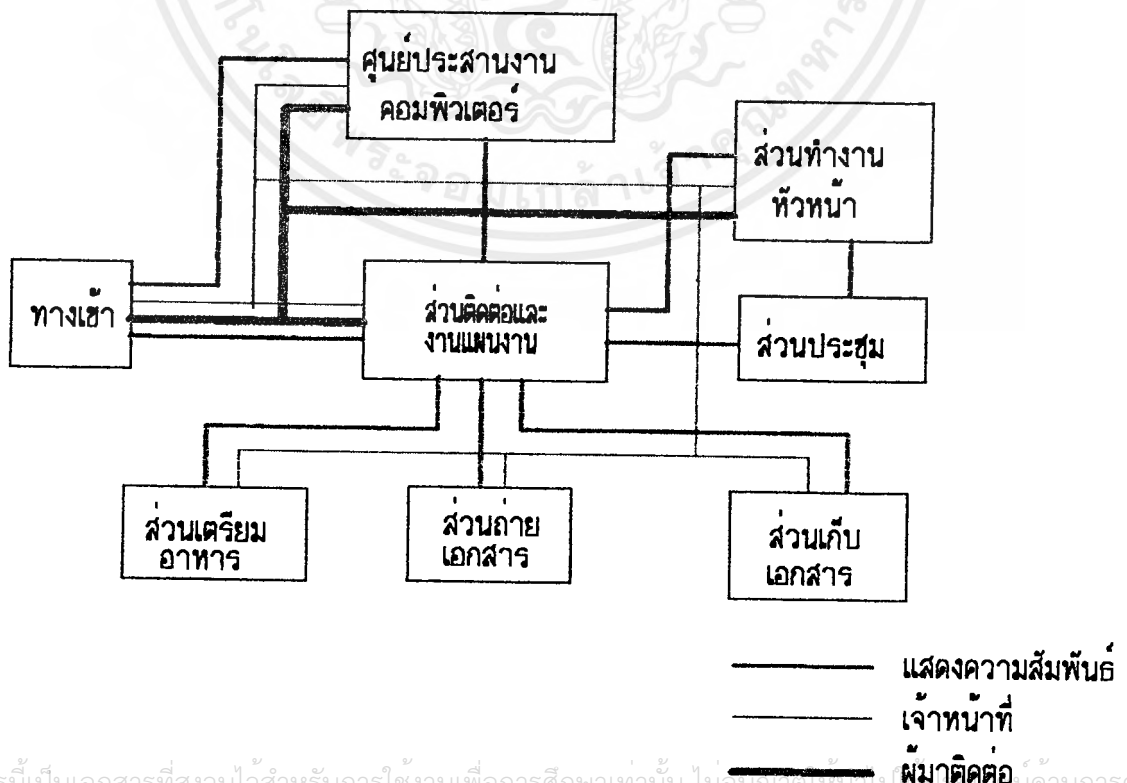 ศูนย์ประสานงาน
คอมพิวเตอร์
ส่วนทำงาน
หัวหน้า
ทางเข้า
ส่วนติดต่อและ
งานแผนงาน
ส่วนประชุม
ส่วนเตรียม
อาหาร
ส่วนถ่าย
เอกสาร
ส่วนเก็บ
เอกสาร
แสดงความสัมพันธ์
เจ้าหน้าที่
ผู้มาติดต่อ